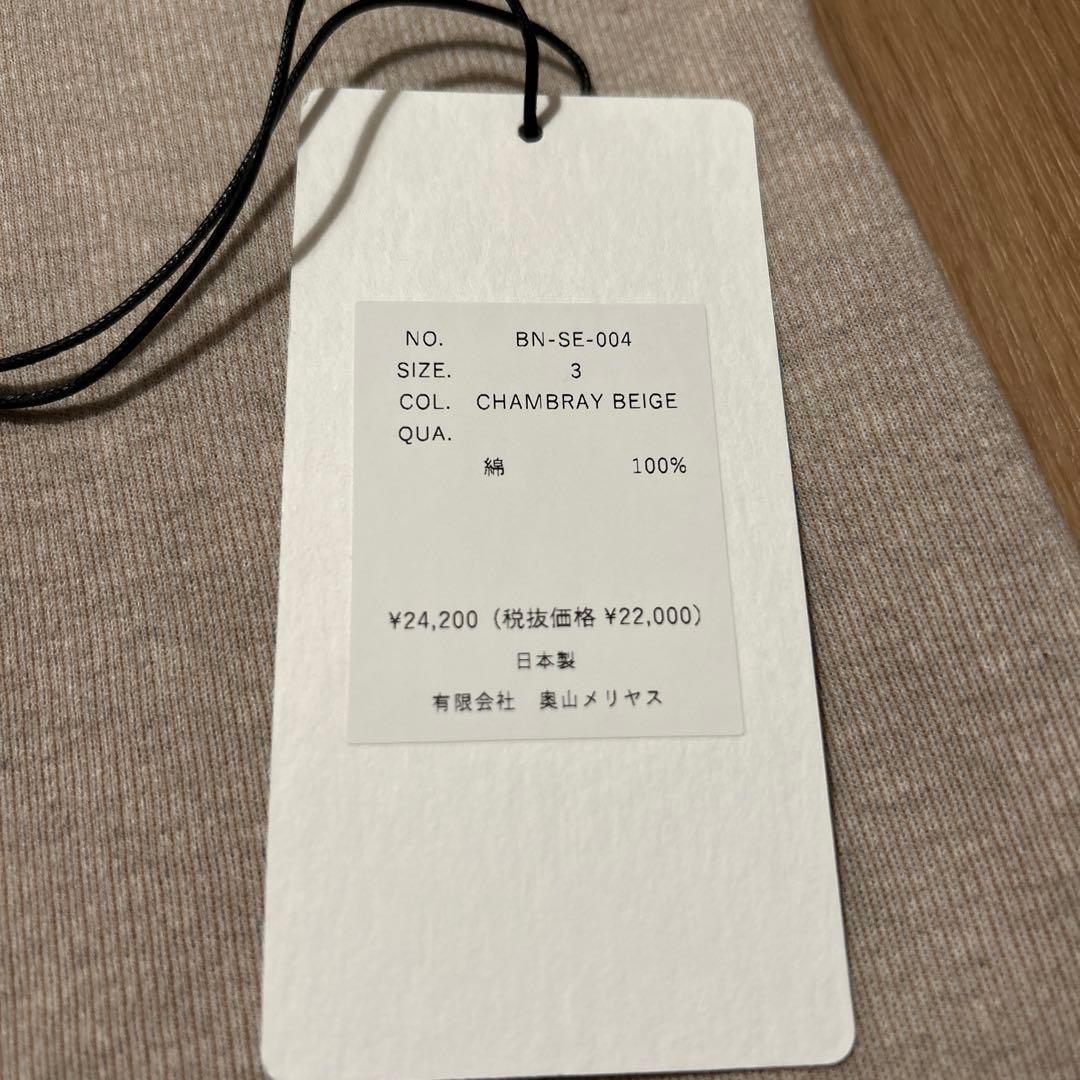 NO. BN-SE-004
SIZE. 3
COL. CHAMBRAY BEIGE
QUA.
綿 100%
¥24,200（税抜価格 ¥22,000）
日本製
有限会社　奥山メリヤス